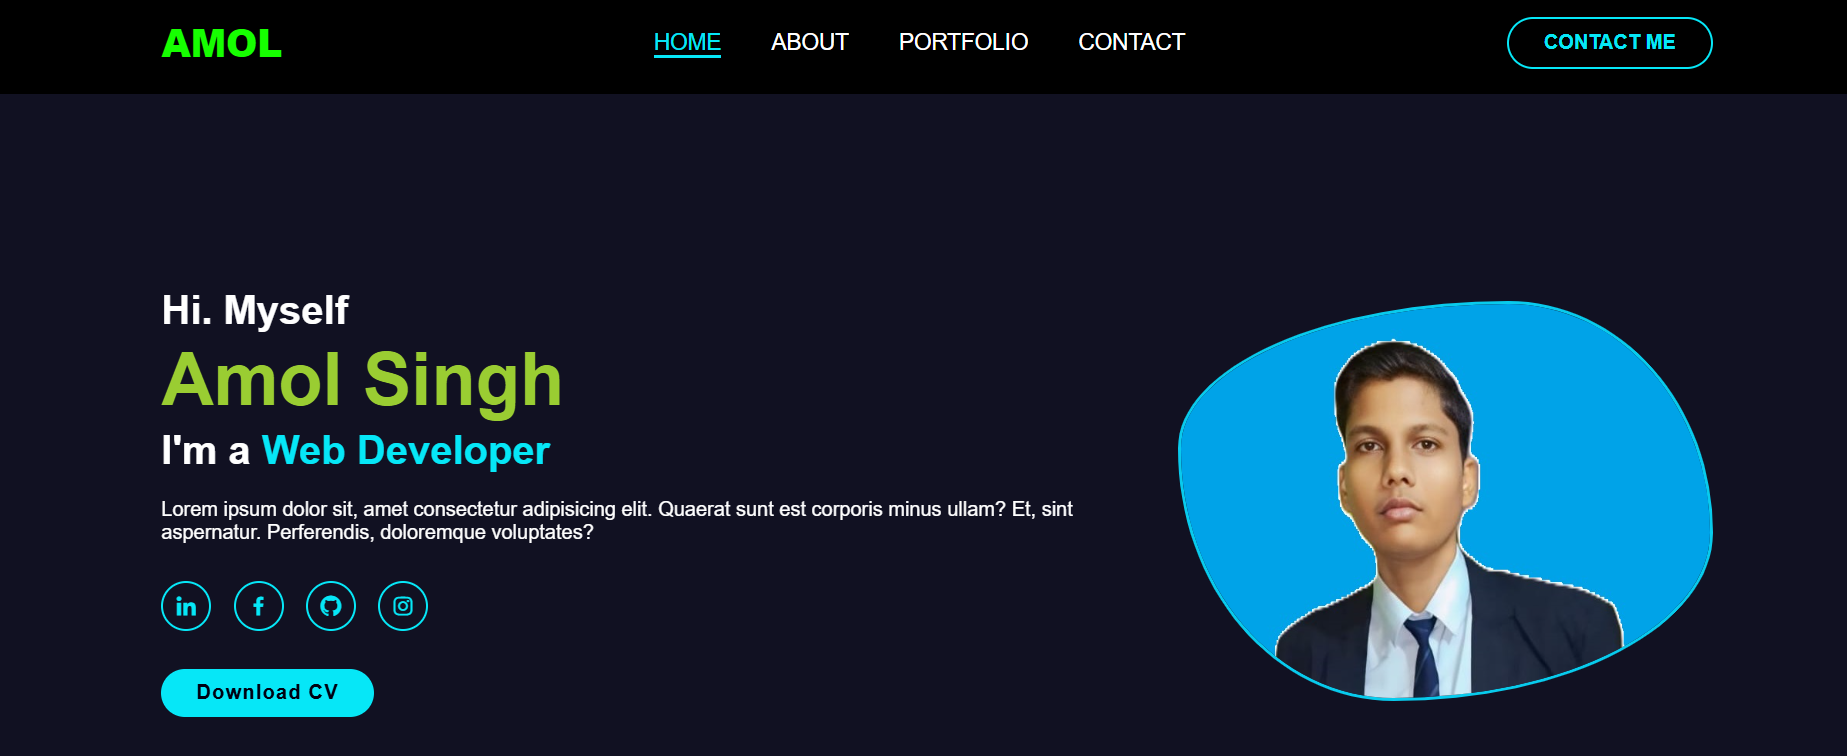 AMOL
HOME ABOUT PORTFOLIO CONTACT
CONTACT ME
Hi. Myself
Amol Singh
I'm a Web Developer
Lorem ipsum dolor sit, amet consectetur adipisicing elit. Quaerat sunt est corporis minus ullam? Et, sint
aspernatur. Perferendis, doloremque voluptates?
Download CV